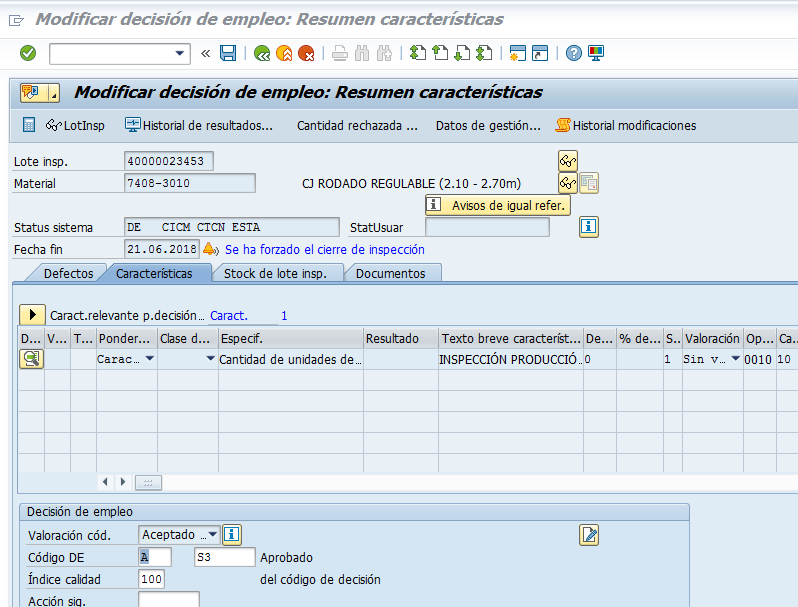 Modificar decisión de empleo: Resumen características
Modificar decisión de empleo: Resumen características
LotInsp Historial de resultados... Cantidad rechazada ... Datos de gestión... Historial modificaciones
Lote insp. 40000023453
Material 7408-3010 CJ RODADO REGULABLE (2.10 - 2.70m)
Avisos de igual refer.
Status sistema DE CICM CTCN ESTA StatUsuar
Fecha fin 21.06.2018 Se ha forzado el cierre de inspección
Defectos Características Stock de lote insp. Documentos
Caract.relevante p.decisión... Caract. 1
D... V... T... Ponder... Clase d... Especif. Resultado Texto breve característ... De... % de... S.. Valoración Op... Ca...
Carac... Cantidad de unidades de... INSPECCIÓN PRODUCCIÓ... 0 1 Sin v... 0010 10
Decisión de empleo
Valoración cód. Aceptado ...
Código DE A S3 Aprobado
Índice calidad 100 del código de decisión
Acción sig.